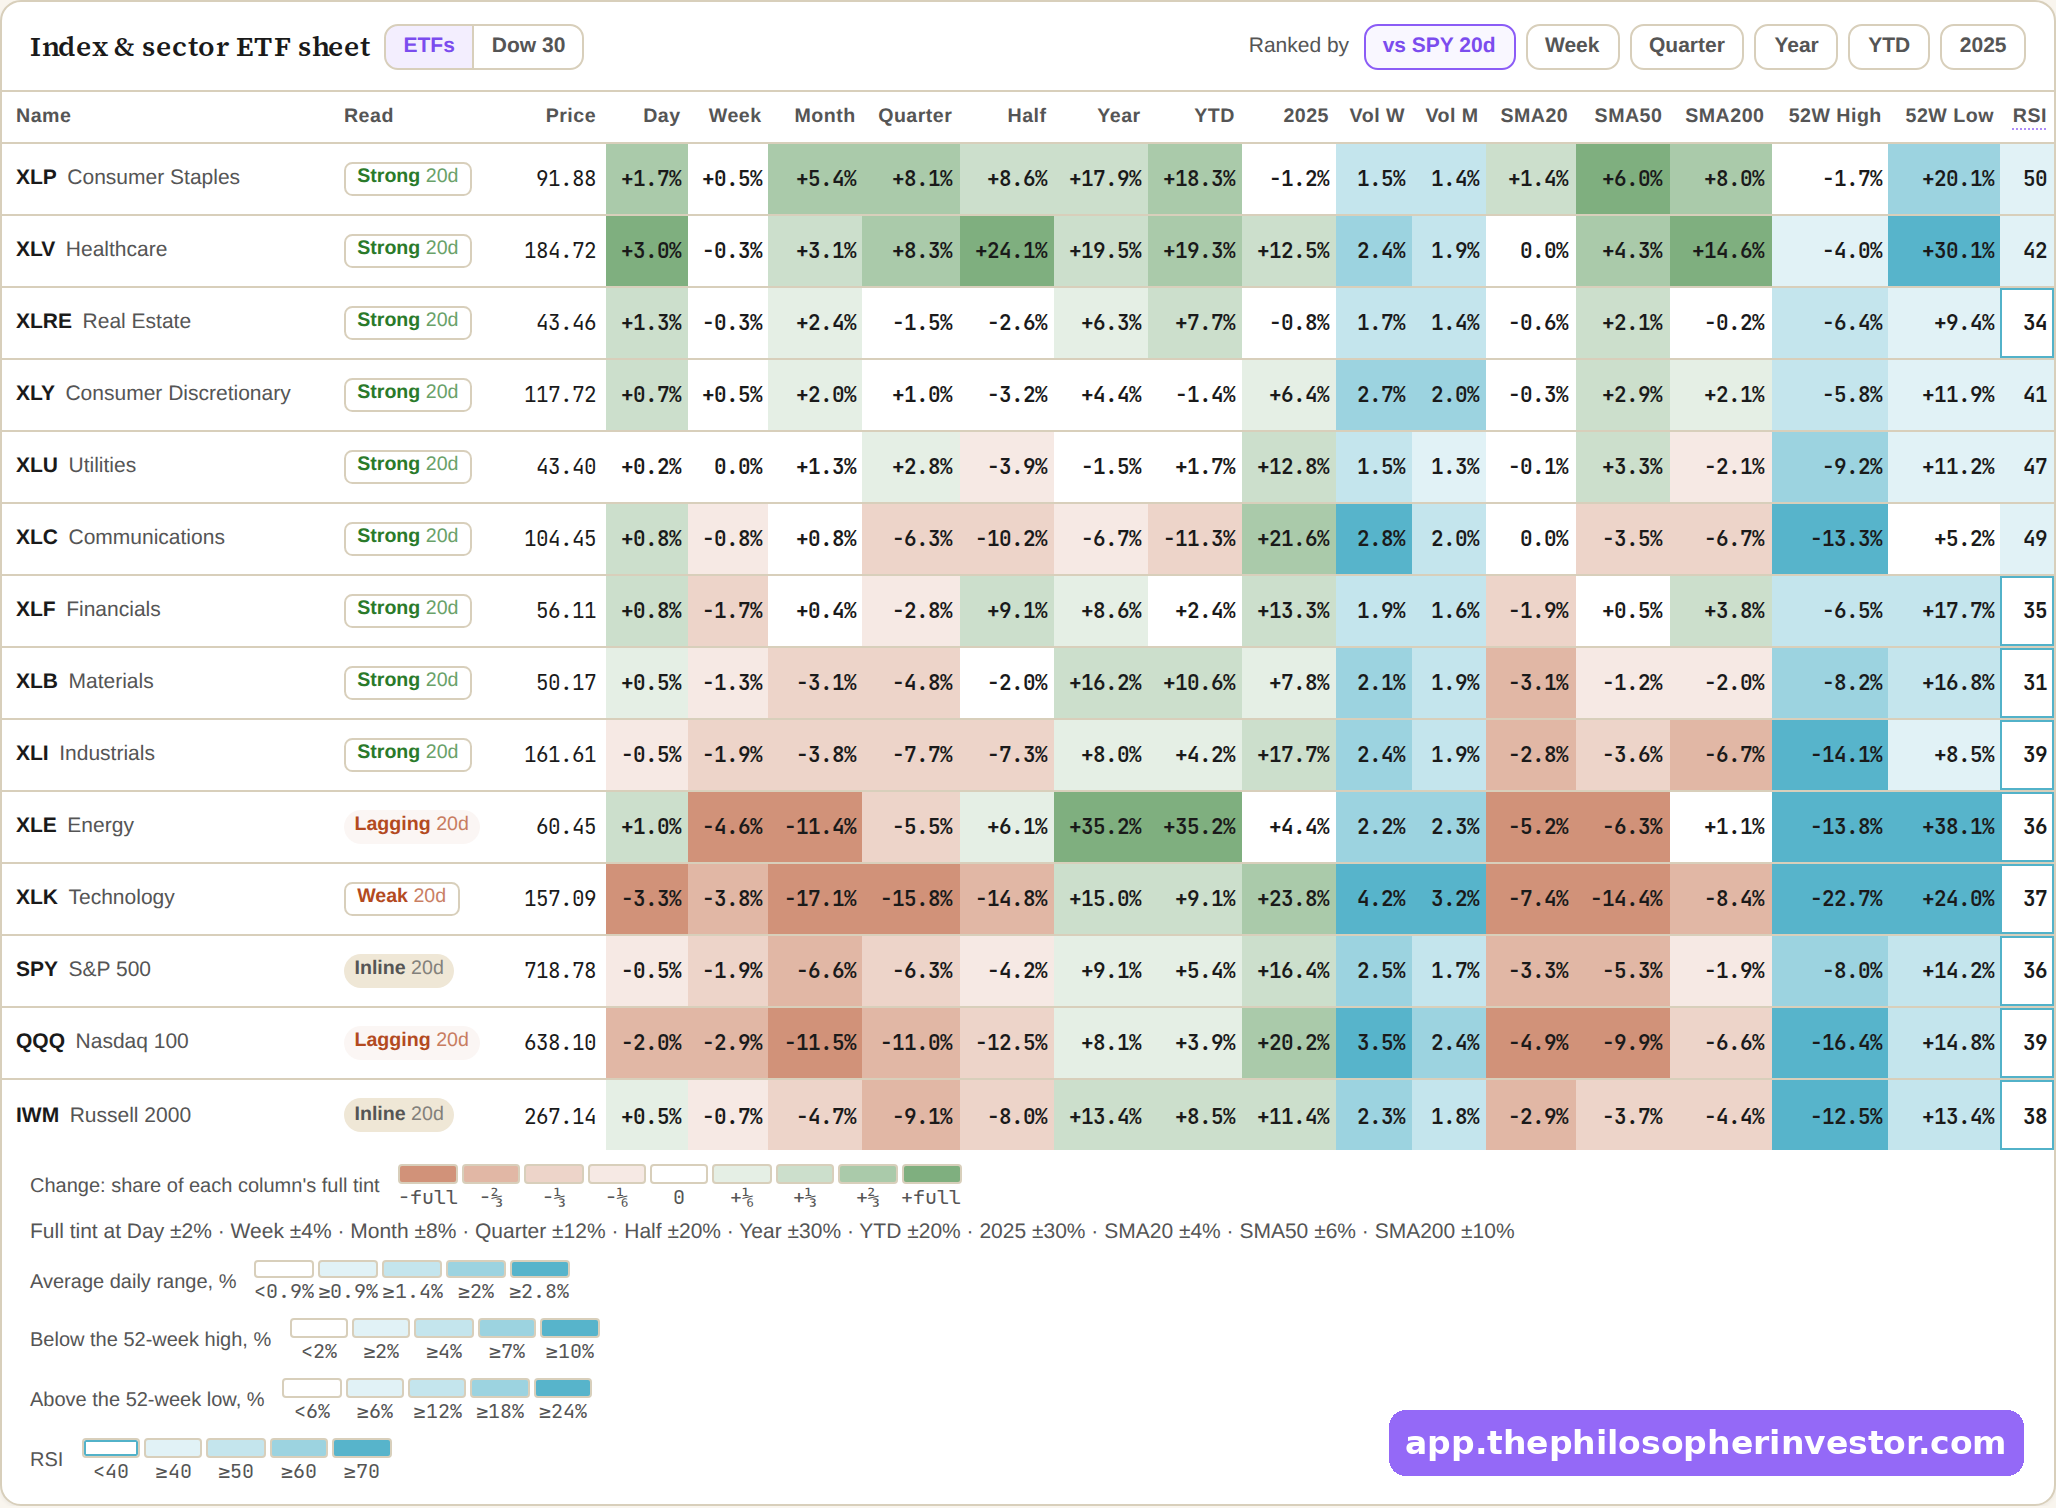 Index & sector ETF sheet ETFs Dow 30 Ranked by vs SPY 20d Week Quarter Year YTD 2025
Name Read Price Day Week Month Quarter Half Year YTD 2025 Vol W Vol M SMA20 SMA50 SMA200 52W High 52W Low RSI
XLP Consumer Staples Strong 20d 91.88 +1.7% +0.5% +5.4% +8.1% +8.6% +17.9% +18.3% -1.2% 1.5% 1.4% +1.4% +6.0% +8.0% -1.7% +20.1% 50
XLV Healthcare Strong 20d 184.72 +3.0% -0.3% +3.1% +8.3% +24.1% +19.5% +19.3% +12.5% 2.4% 1.9% 0.0% +4.3% +14.6% -4.0% +30.1% 42
XLRE Real Estate Strong 20d 43.46 +1.3% -0.3% +2.4% -1.5% -2.6% +6.3% +7.7% -0.8% 1.7% 1.4% -0.6% +2.1% -0.2% -6.4% +9.4% 34
XLY Consumer Discretionary Strong 20d 117.72 +0.7% +0.5% +2.0% +1.0% -3.2% +4.4% -1.4% +6.4% 2.7% 2.0% -0.3% +2.9% +2.1% -5.8% +11.9% 41
XLU Utilities Strong 20d 43.40 +0.2% 0.0% +1.3% +2.8% -3.9% -1.5% +1.7% +12.8% 1.5% 1.3% -0.1% +3.3% -2.1% -9.2% +11.2% 47
XLC Communications Strong 20d 104.45 +0.8% -0.8% +0.8% -6.3% -10.2% -6.7% -11.3% +21.6% 2.8% 2.0% 0.0% -3.5% -6.7% -13.3% +5.2% 49
XLF Financials Strong 20d 56.11 +0.8% -1.7% +0.4% -2.8% +9.1% +8.6% +2.4% +13.3% 1.9% 1.6% -1.9% +0.5% +3.8% -6.5% +17.7% 35
XLB Materials Strong 20d 50.17 +0.5% -1.3% -3.1% -4.8% -2.0% +16.2% +10.6% +7.8% 2.1% 1.9% -3.1% -1.2% -2.0% -8.2% +16.8% 31
XLI Industrials Strong 20d 161.61 -0.5% -1.9% -3.8% -7.7% -7.3% +8.0% +4.2% +17.7% 2.4% 1.9% -2.8% -3.6% -6.7% -14.1% +8.5% 39
XLE Energy Lagging 20d 60.45 +1.0% -4.6% -11.4% -5.5% +6.1% +35.2% +35.2% +4.4% 2.2% 2.3% -5.2% -6.3% +1.1% -13.8% +38.1% 36
XLK Technology Weak 20d 157.09 -3.3% -3.8% -17.1% -15.8% -14.8% +15.0% +9.1% +23.8% 4.2% 3.2% -7.4% -14.4% -8.4% -22.7% +24.0% 37
SPY S&P 500 Inline 20d 718.78 -0.5% -1.9% -6.6% -6.3% -4.2% +9.1% +5.4% +16.4% 2.5% 1.7% -3.3% -5.3% -1.9% -8.0% +14.2% 36
QQQ Nasdaq 100 Lagging 20d 638.10 -2.0% -2.9% -11.5% -11.0% -12.5% +8.1% +3.9% +20.2% 3.5% 2.4% -4.9% -9.9% -6.6% -16.4% +14.8% 39
IWM Russell 2000 Inline 20d 267.14 +0.5% -0.7% -4.7% -9.1% -8.0% +13.4% +8.5% +11.4% 2.3% 1.8% -2.9% -3.7% -4.4% -12.5% +13.4% 38
Change: share of each column's full tint -full -⅔ -⅓ -⅙ 0 +⅙ +⅓ +⅔ +full
Full tint at Day ±2% · Week ±4% · Month ±8% · Quarter ±12% · Half ±20% · Year ±30% · YTD ±20% · 2025 ±30% · SMA20 ±4% · SMA50 ±6% · SMA200 ±10%
Average daily range, % <0.9% ≥0.9% ≥1.4% ≥2% ≥2.8%
Below the 52-week high, % <2% ≥2% ≥4% ≥7% ≥10%
Above the 52-week low, % <6% ≥6% ≥12% ≥18% ≥24%
RSI <40 ≥40 ≥50 ≥60 ≥70
app.thephilosopherinvestor.com